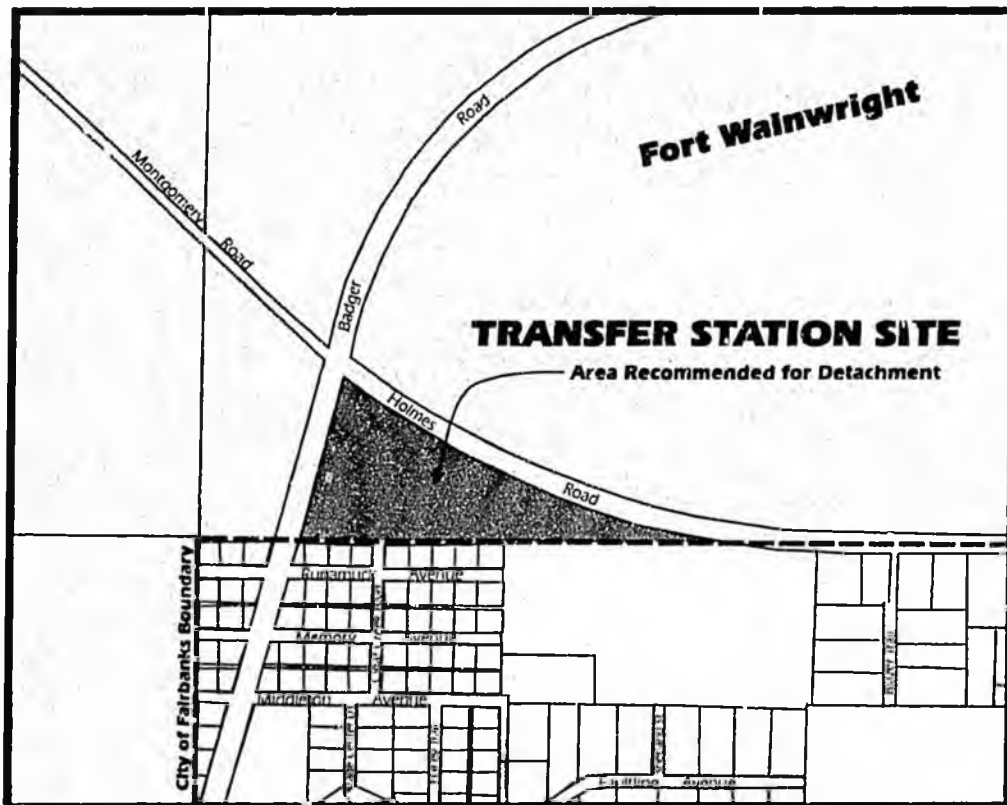 Road
Fort Wainwright
Montgomery
Road
Badger
TRANSFER STATION SITE
Area Recommended for Detachment
Holmes
Road
City of Fairbanks Boundary
Avenue
Memory Avenue
Middleton Avenue
Avenue